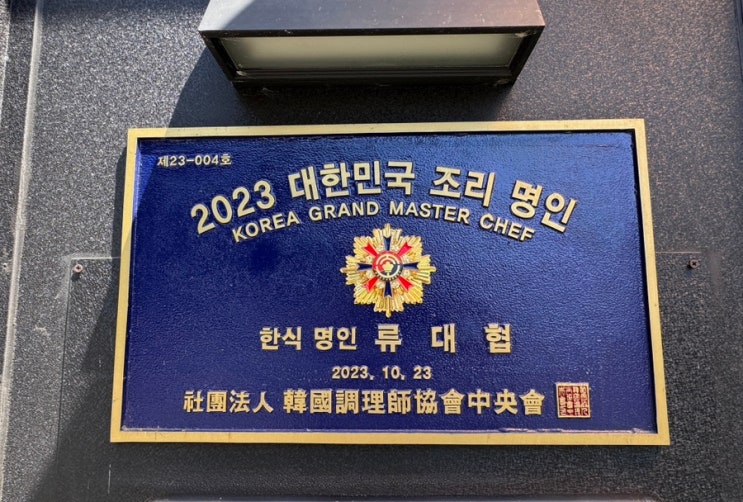 제23-004호
2023 대한민국 조리 명인
KOREA GRAND MASTER CHEF
한식 명인 류 대 협
2023. 10. 23
社團法人 韓國調理師協會中央會